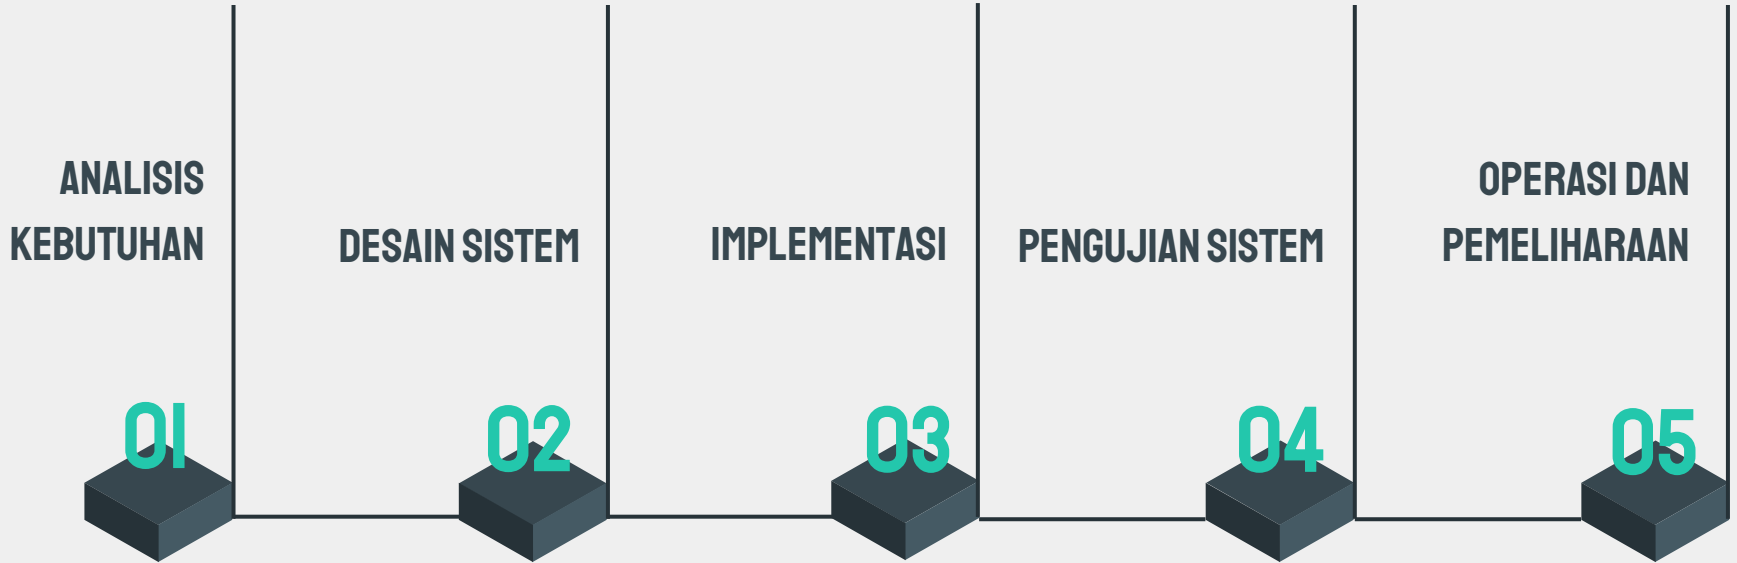 ANALISIS
KEBUTUHAN
01
DESAIN SISTEM
02
IMPLEMENTASI
03
PENGUJIAN SISTEM
04
OPERASI DAN
PEMELIHARAAN
05